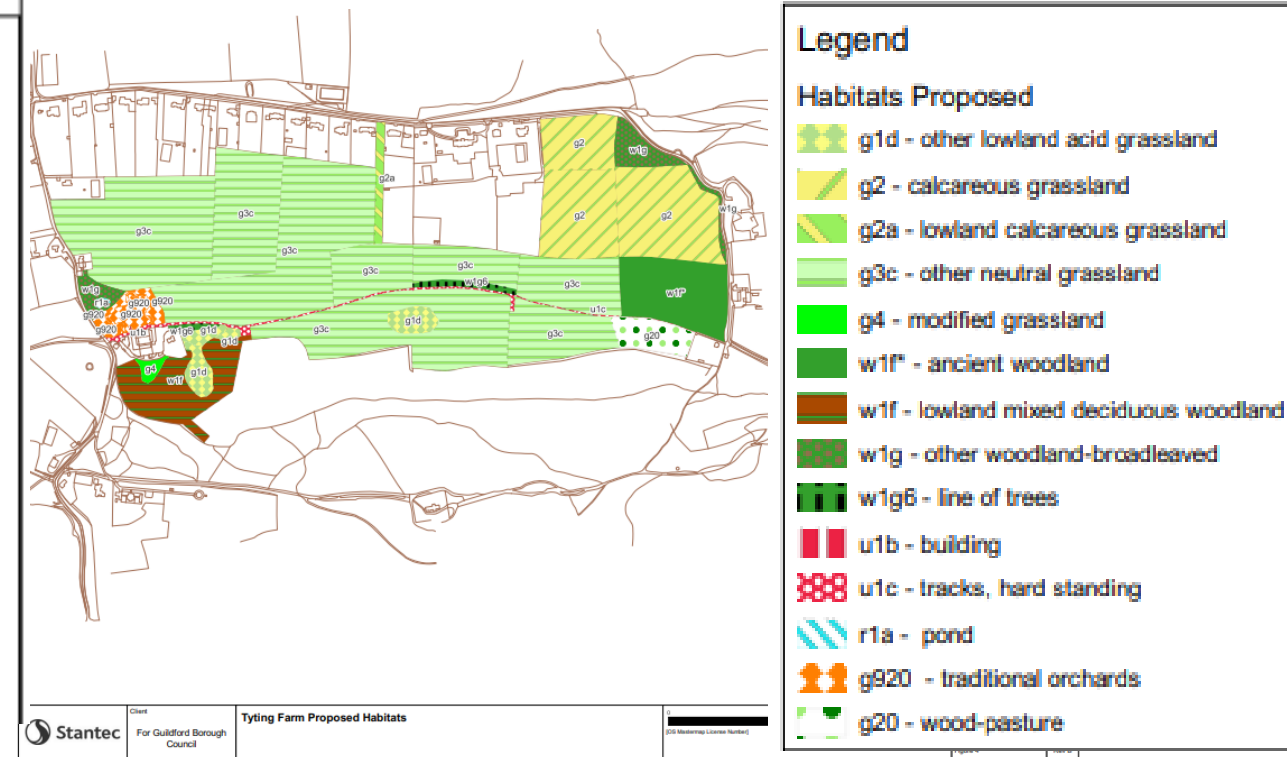 g2
w1g
g2a
w1g
g3c
g2
g2
g3c
g3c
g3c
g3c
w1g6
g3c
w1f*
w1g
r1a
g920
g920
g920
g920
u1c
g1d
u1b
w1g6
g1d
g3c
g3c
g20
g1d
g4
w1f
g1d
Stantec
Client
For Guildford Borough
Council
Tyting Farm Proposed Habitats
0
[OS Mastermap License Number]
Legend
Habitats Proposed
g1d - other lowland acid grassland
g2 - calcareous grassland
g2a - lowland calcareous grassland
g3c - other neutral grassland
g4 - modified grassland
w1f* - ancient woodland
w1f - lowland mixed deciduous woodland
w1g - other woodland-broadleaved
w1g6 - line of trees
u1b - building
u1c - tracks, hard standing
r1a - pond
g920 - traditional orchards
g20 - wood-pasture